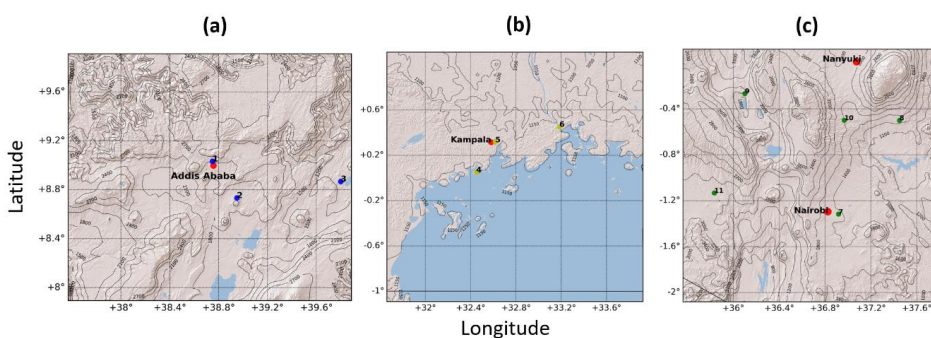 (a) (b) (c)
Latitude
+9.6°
+9.2°
+8.8°
+8.4°
+8°
1
Addis Ababa
2
3
+38° +38.4° +38.8° +39.2° +39.6°
+0.6°
+0.2°
-0.2°
-0.6°
-1°
6
Kampala 5
4
+32° +32.4° +32.8° +33.2° +33.6°
-0.4°
-0.8°
-1.2°
-1.6°
-2°
Nanyuki
9
10
8
11
Nairobi
7
+36° +36.4° +36.8° +37.2° +37.6°
Longitude